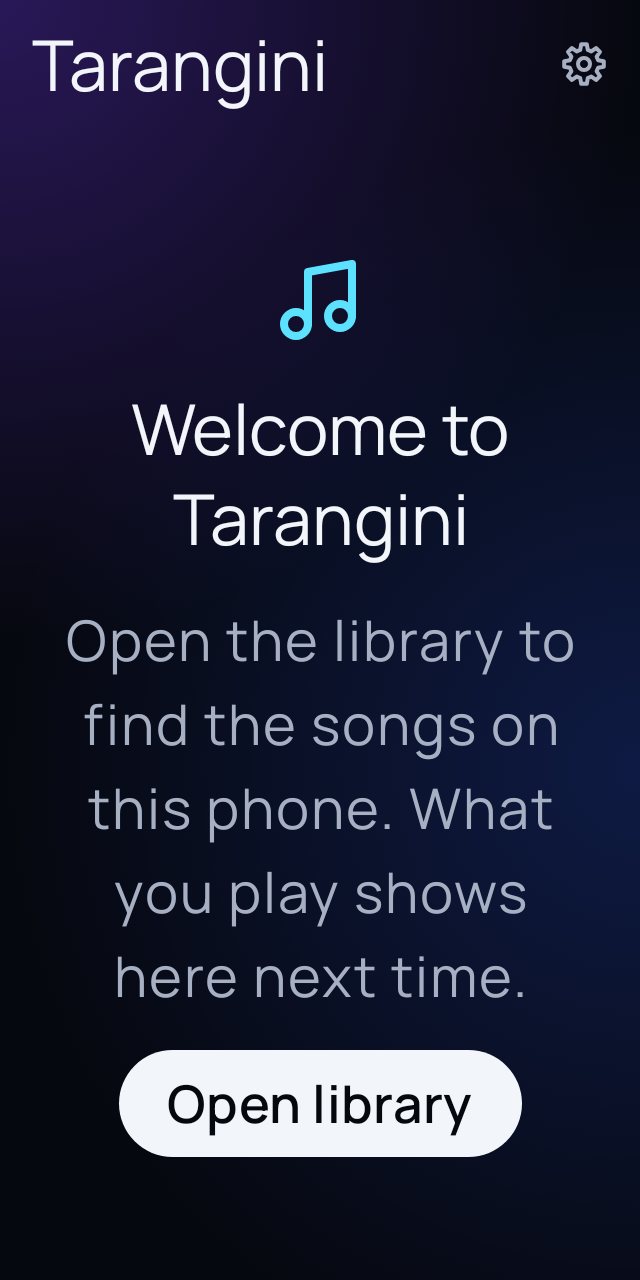 Tarangini
Welcome to
Tarangini
Open the library to
find the songs on
this phone. What
you play shows
here next time.
Open library